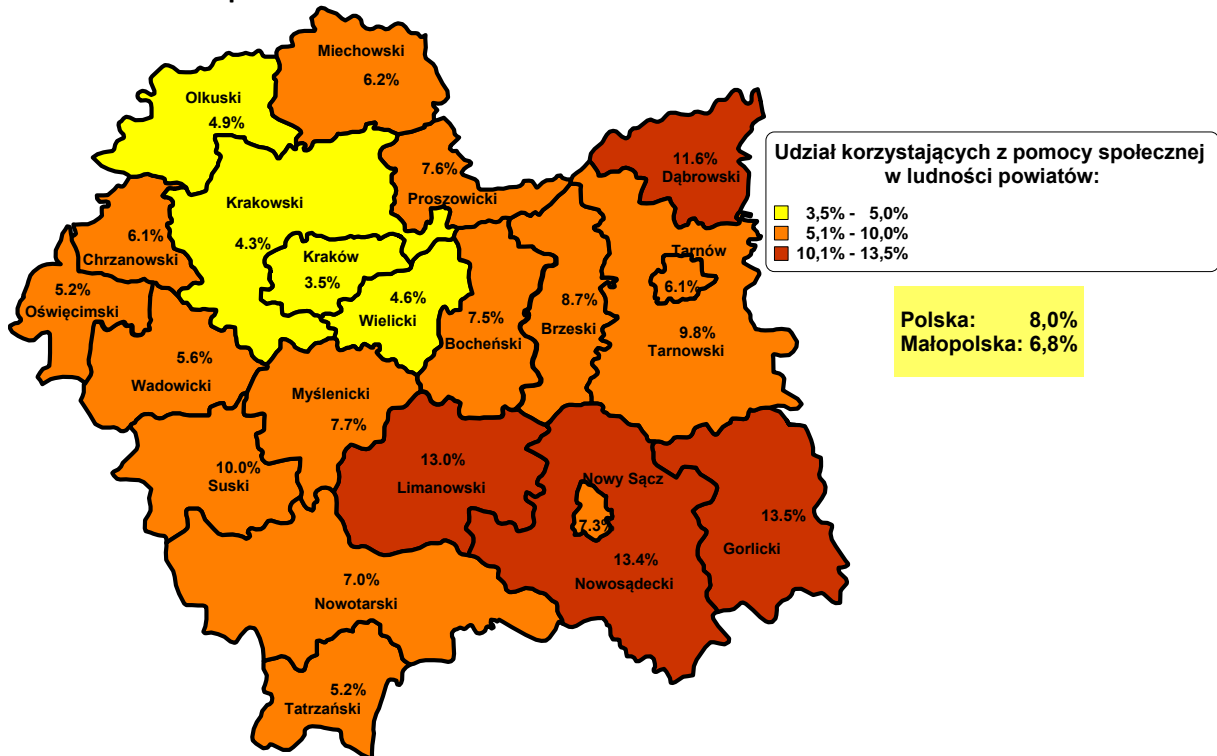 Miechowski
6.2%
Olkuski
4.9%
11.6%
Dąbrowski
7.6%
Proszowicki
Krakowski
4.3%
6.1%
Chrzanowski
Kraków
3.5%
Tarnów
6.1%
5.2%
Oświęcimski
4.6%
Wielicki
7.5%
Bocheński
8.7%
Brzeski
9.8%
Tarnowski
5.6%
Wadowicki
Myślenicki
7.7%
10.0%
Suski
13.0%
Limanowski
Nowy Sącz
7.3%
13.5%
Gorlicki
13.4%
Nowosądecki
7.0%
Nowotarski
5.2%
Tatrzański
Udział korzystających z pomocy społecznej
w ludności powiatów:
3,5% - 5,0%
5,1% - 10,0%
10,1% - 13,5%
Polska: 8,0%
Małopolska: 6,8%